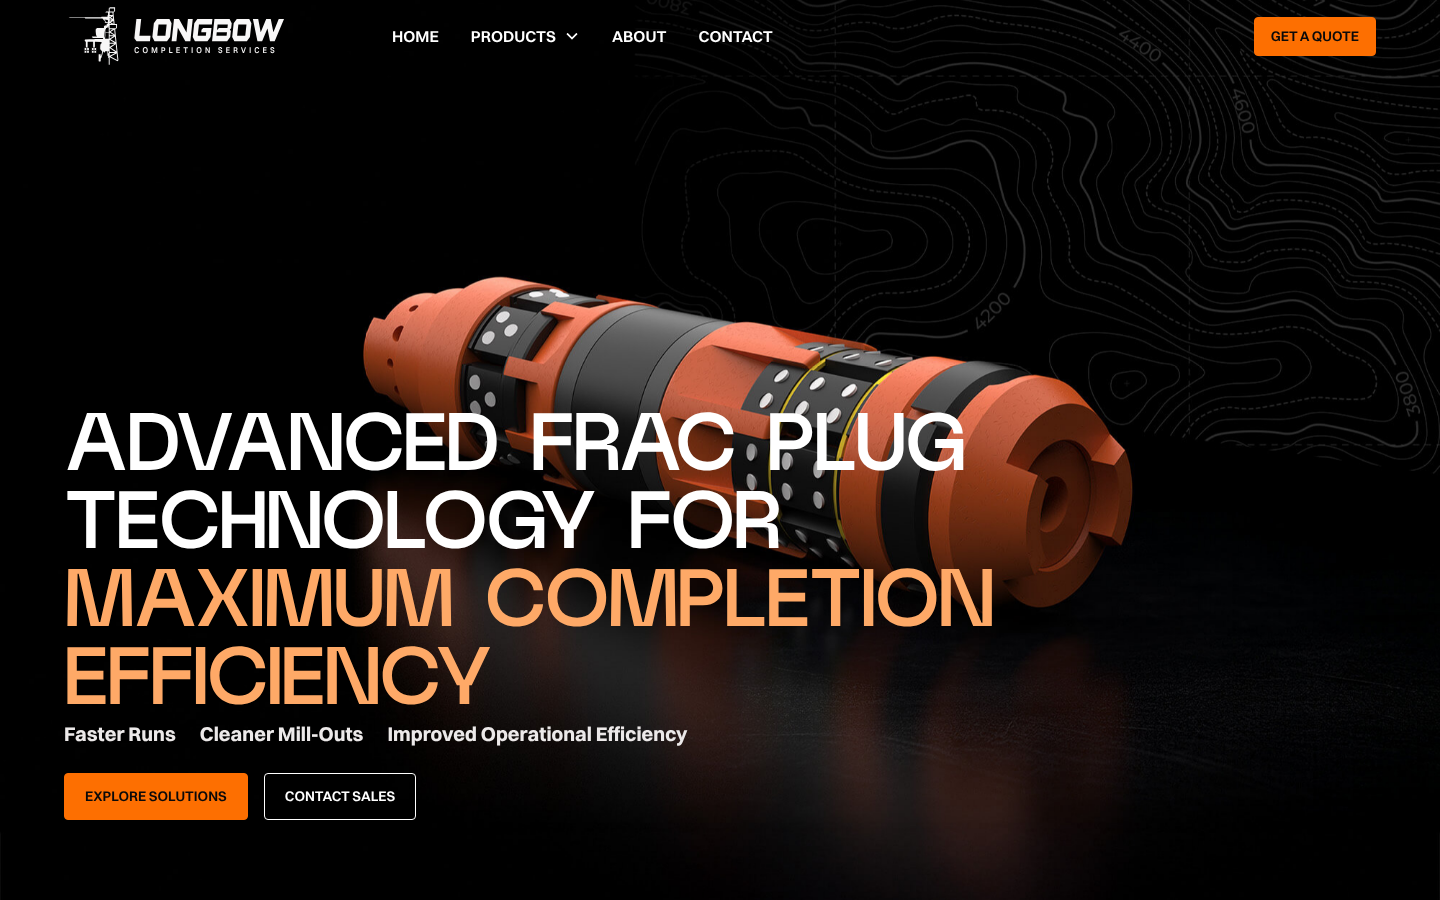 LONGBOW
COMPLETION SERVICES
HOME
PRODUCTS
ABOUT
CONTACT
GET A QUOTE
3800
4400
4600
4200
3800
ADVANCED FRAC PLUG
TECHNOLOGY FOR
MAXIMUM COMPLETION
EFFICIENCY
Faster Runs Cleaner Mill-Outs Improved Operational Efficiency
EXPLORE SOLUTIONS
CONTACT SALES